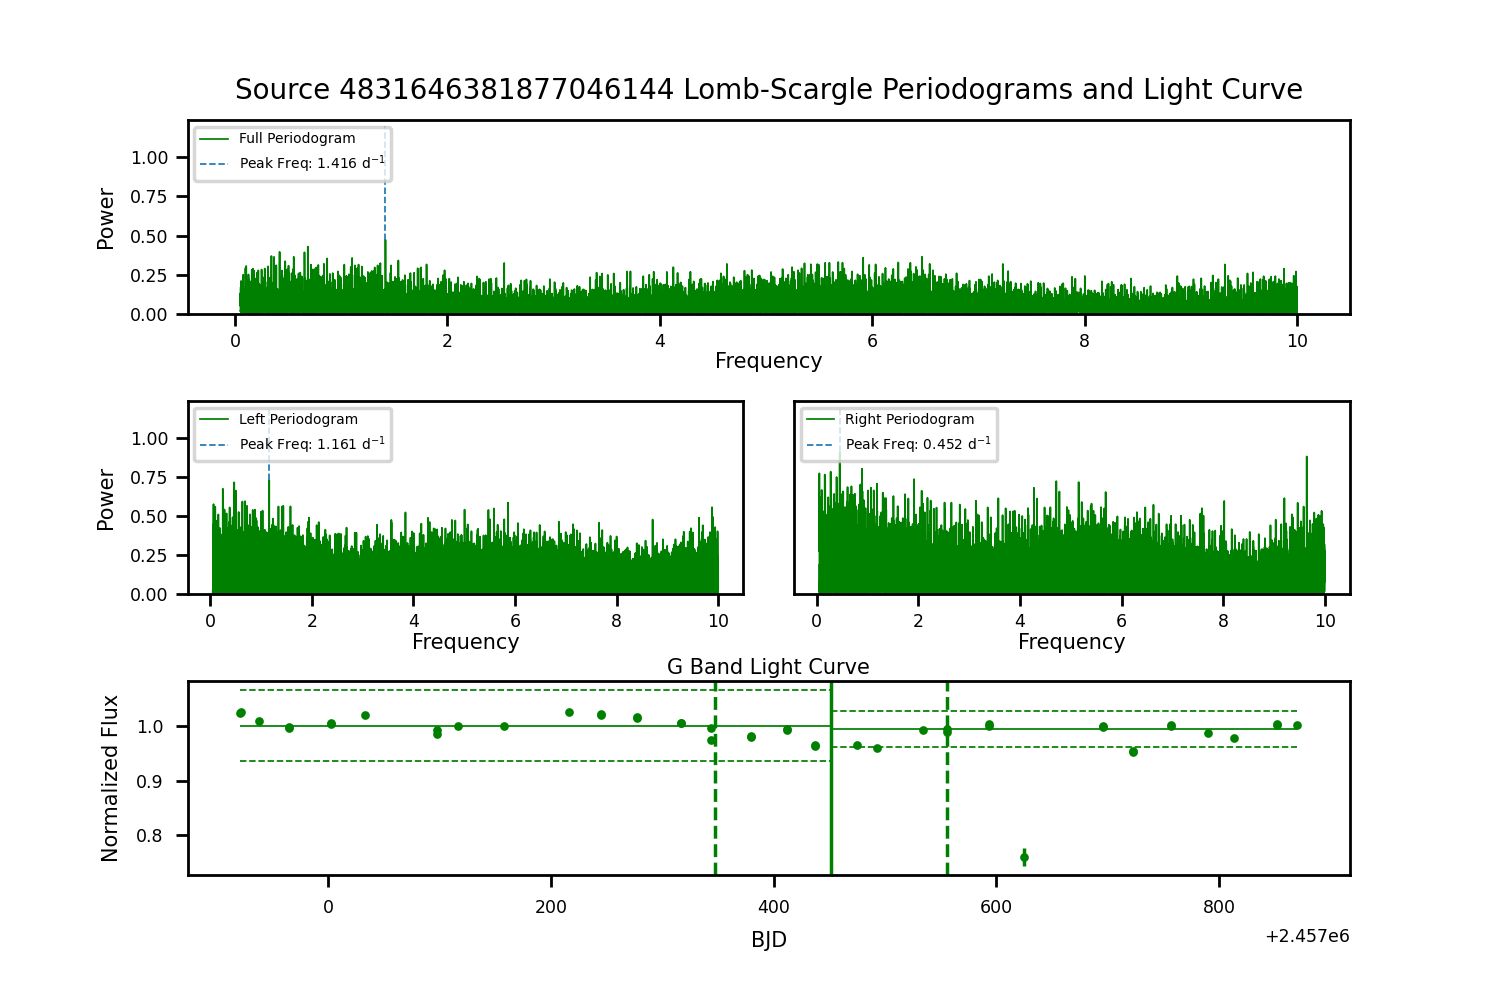 Source 4831646381877046144 Lomb-Scargle Periodograms and Light Curve
Full Periodogram
Peak Freq: 1.416 d⁻¹
Power
1.00
0.75
0.50
0.25
0.00
0 2 4 6 8 10
Frequency
Left Periodogram
Peak Freq: 1.161 d⁻¹
Power
1.00
0.75
0.50
0.25
0.00
0 2 4 6 8 10
Frequency
Right Periodogram
Peak Freq: 0.452 d⁻¹
0 2 4 6 8 10
Frequency
G Band Light Curve
Normalized Flux
1.0
0.9
0.8
0 200 400 600 800
BJD
+2.457e6